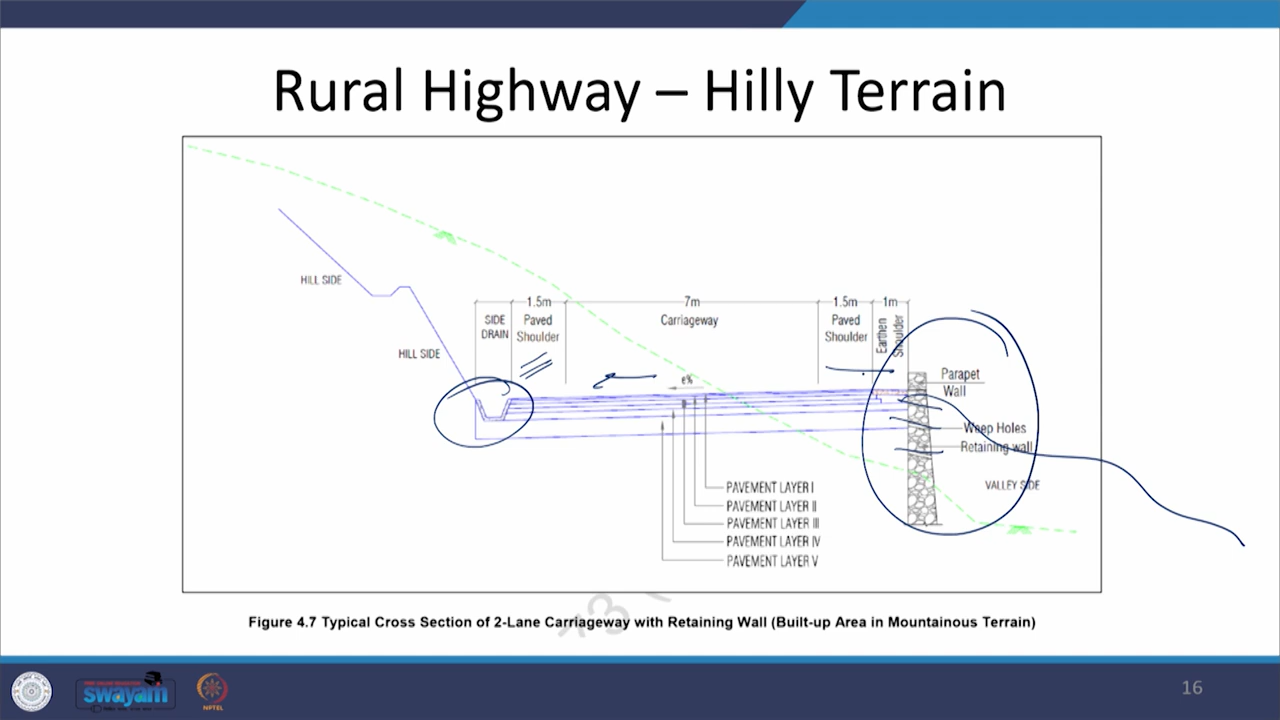 Rural Highway – Hilly Terrain
HILL SIDE
HILL SIDE
SIDE
DRAIN
1.5m
Paved
Shoulder
7m
Carriageway
1.5m
Paved
Shoulder
1m
Earthen
Shoulder
e%
Parapet
Wall
Weep Holes
Retaining wall
VALLEY SIDE
PAVEMENT LAYER I
PAVEMENT LAYER II
PAVEMENT LAYER III
PAVEMENT LAYER IV
PAVEMENT LAYER V
Figure 4.7 Typical Cross Section of 2-Lane Carriageway with Retaining Wall (Built-up Area in Mountainous Terrain)
swayam
NPTEL
16